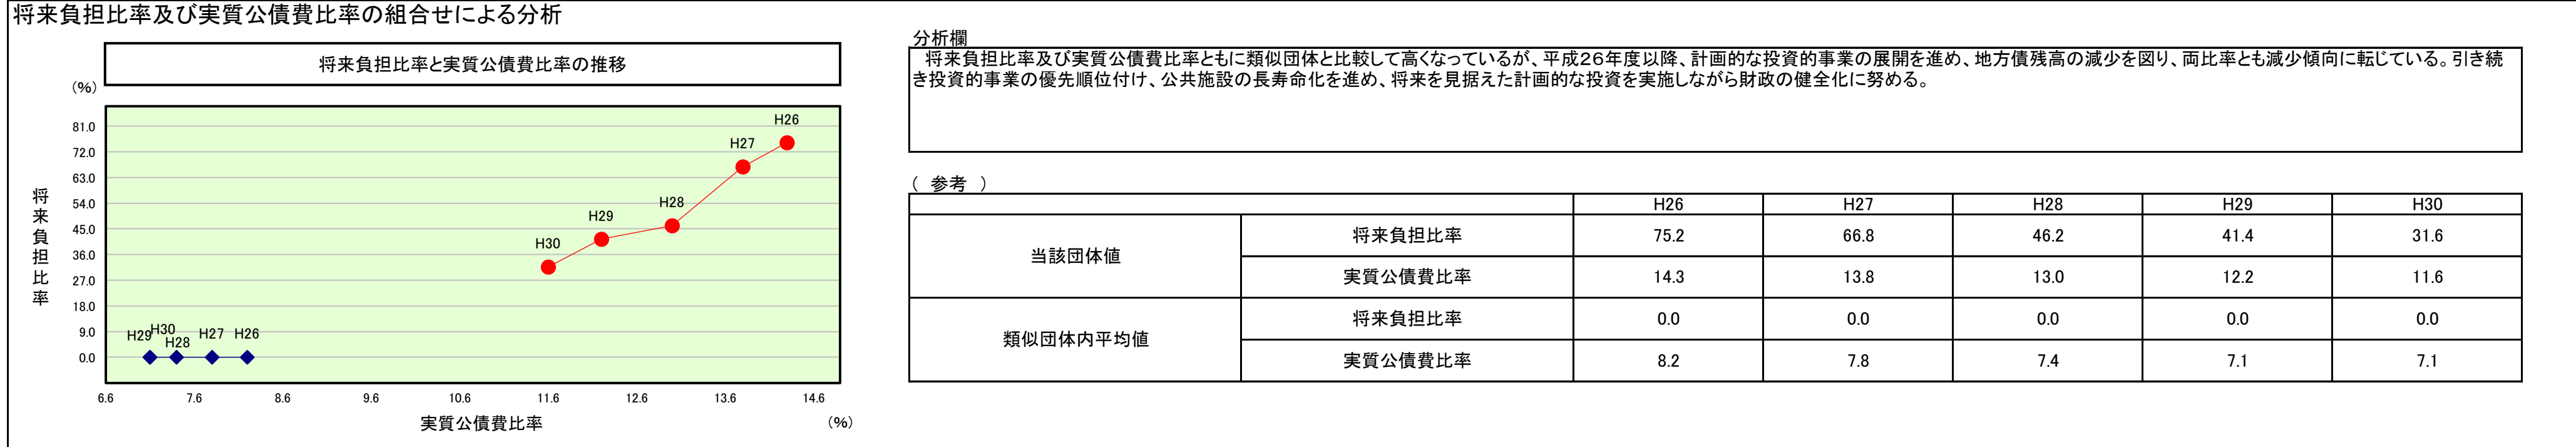 将来負担比率及び実質公債費比率の組合せによる分析
将来負担比率と実質公債費比率の推移
(%)
81.0
72.0
63.0
54.0
45.0
36.0
27.0
18.0
9.0
0.0
将来負担比率
H26
H27
H28
H29
H30
H29
H30
H28
H27
H26
6.6 7.6 8.6 9.6 10.6 11.6 12.6 13.6 14.6
実質公債費比率
(%)
分析欄
将来負担比率及び実質公債費比率ともに類似団体と比較して高くなっているが、平成26年度以降、計画的な投資的事業の展開を進め、地方債残高の減少を図り、両比率とも減少傾向に転じている。引き続
き投資的事業の優先順位付け、公共施設の長寿命化を進め、将来を見据えた計画的な投資を実施しながら財政の健全化に努める。
( 参考 )
H26 H27 H28 H29 H30
当該団体値
将来負担比率 75.2 66.8 46.2 41.4 31.6
実質公債費比率 14.3 13.8 13.0 12.2 11.6
類似団体内平均値
将来負担比率 0.0 0.0 0.0 0.0 0.0
実質公債費比率 8.2 7.8 7.4 7.1 7.1